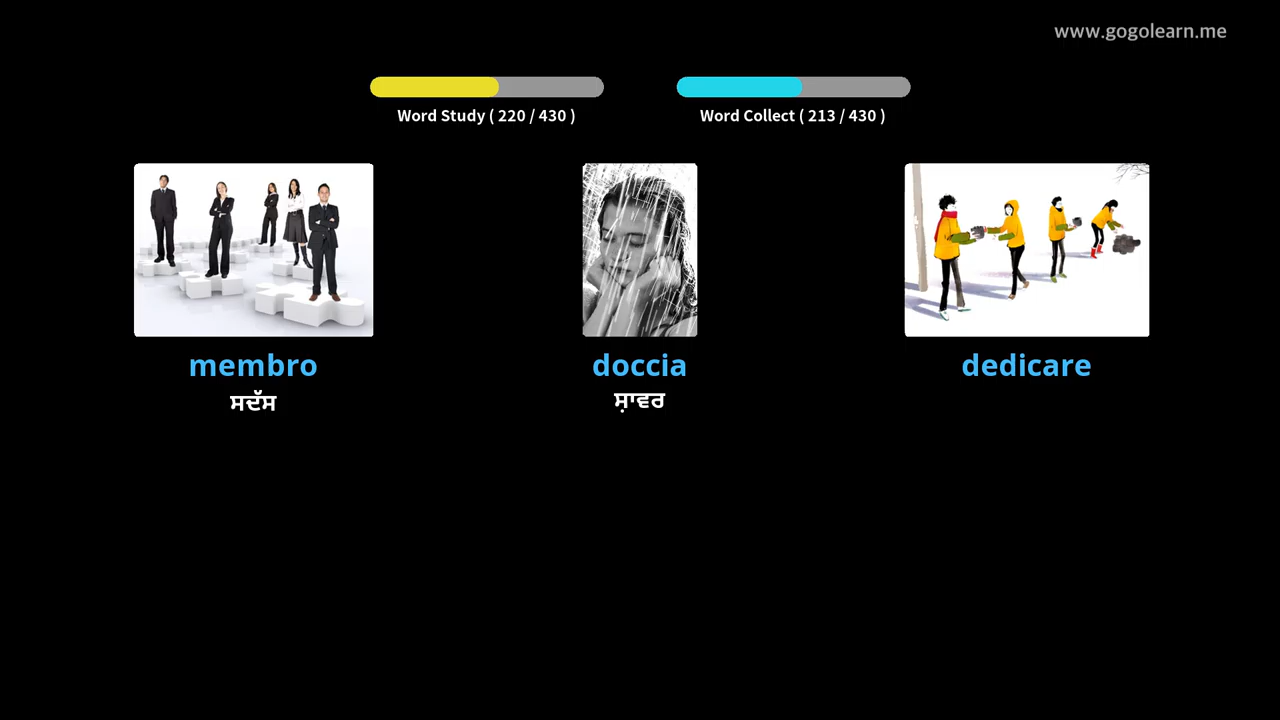 www.gogolearn.me
Word Study ( 220 / 430 )
Word Collect ( 213 / 430 )
membro
doccia
dedicare
ਸਦੱਸ
ਸ਼ਾਵਰ